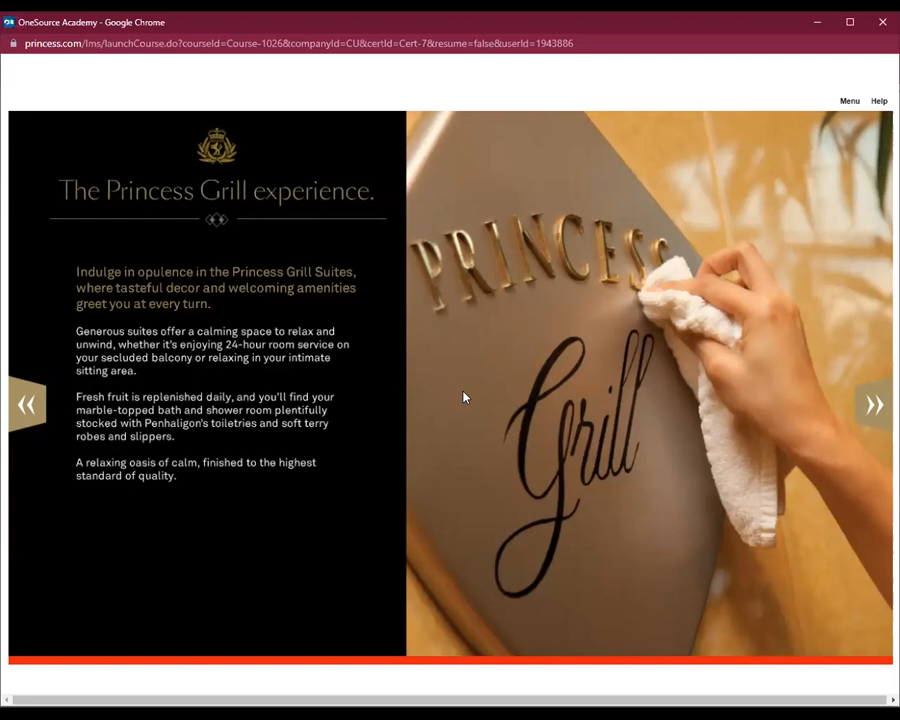 OneSource Academy - Google Chrome
princess.com/lms/launchCourse.do?courseId=Course-1026&companyId=CU&certId=Cert-7&resume=false&userId=1943886
Menu Help
The Princess Grill experience.
Indulge in opulence in the Princess Grill Suites,
where tasteful decor and welcoming amenities
greet you at every turn.
Generous suites offer a calming space to relax and
unwind, whether it's enjoying 24-hour room service on
your secluded balcony or relaxing in your intimate
sitting area.
Fresh fruit is replenished daily, and you'll find your
marble-topped bath and shower room plentifully
stocked with Penhaligon's toiletries and soft terry
robes and slippers.
A relaxing oasis of calm, finished to the highest
standard of quality.
PRINCESS
Grill